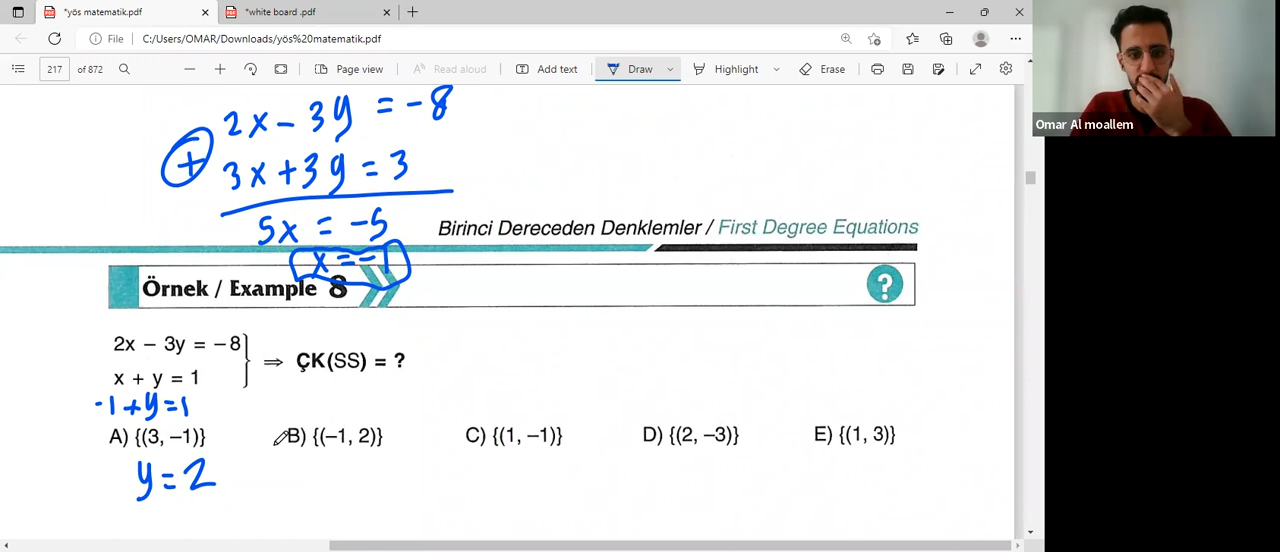 *yös matematik.pdf
*white board .pdf
File C:/Users/OMAR/Downloads/yös%20matematik.pdf
217 of 872
Page view
Read aloud
Add text
Draw
Highlight
Erase
Omar Al moallem
2x - 3y = -8
+
3x + 3y = 3
5x = -5
x = -1
Birinci Dereceden Denklemler / First Degree Equations
Örnek / Example 8
?
2x − 3y = −8
x + y = 1
⇒ ÇK(SS) = ?
-1 + y = 1
A) {(3, −1)} B) {(−1, 2)} C) {(1, −1)} D) {(2, −3)} E) {(1, 3)}
y = 2